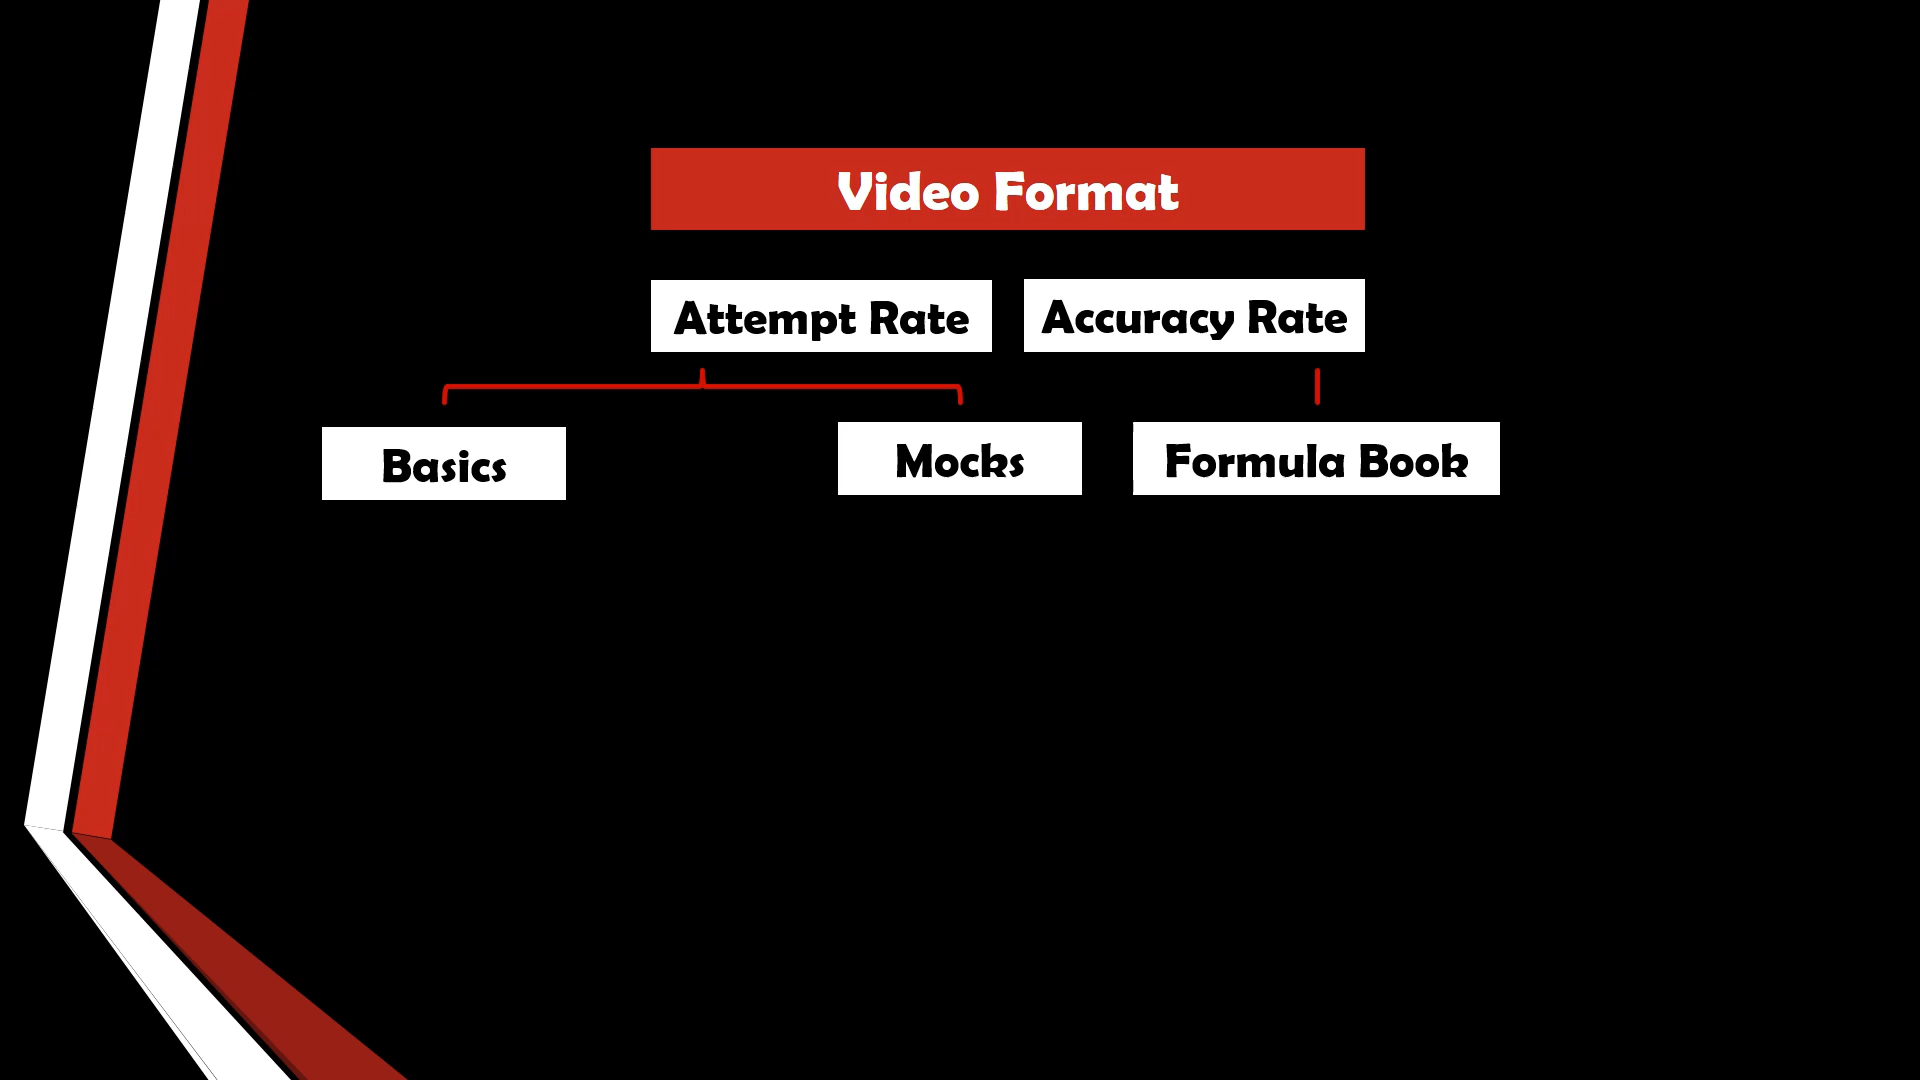 Video Format
Attempt Rate
Accuracy Rate
Basics
Mocks
Formula Book